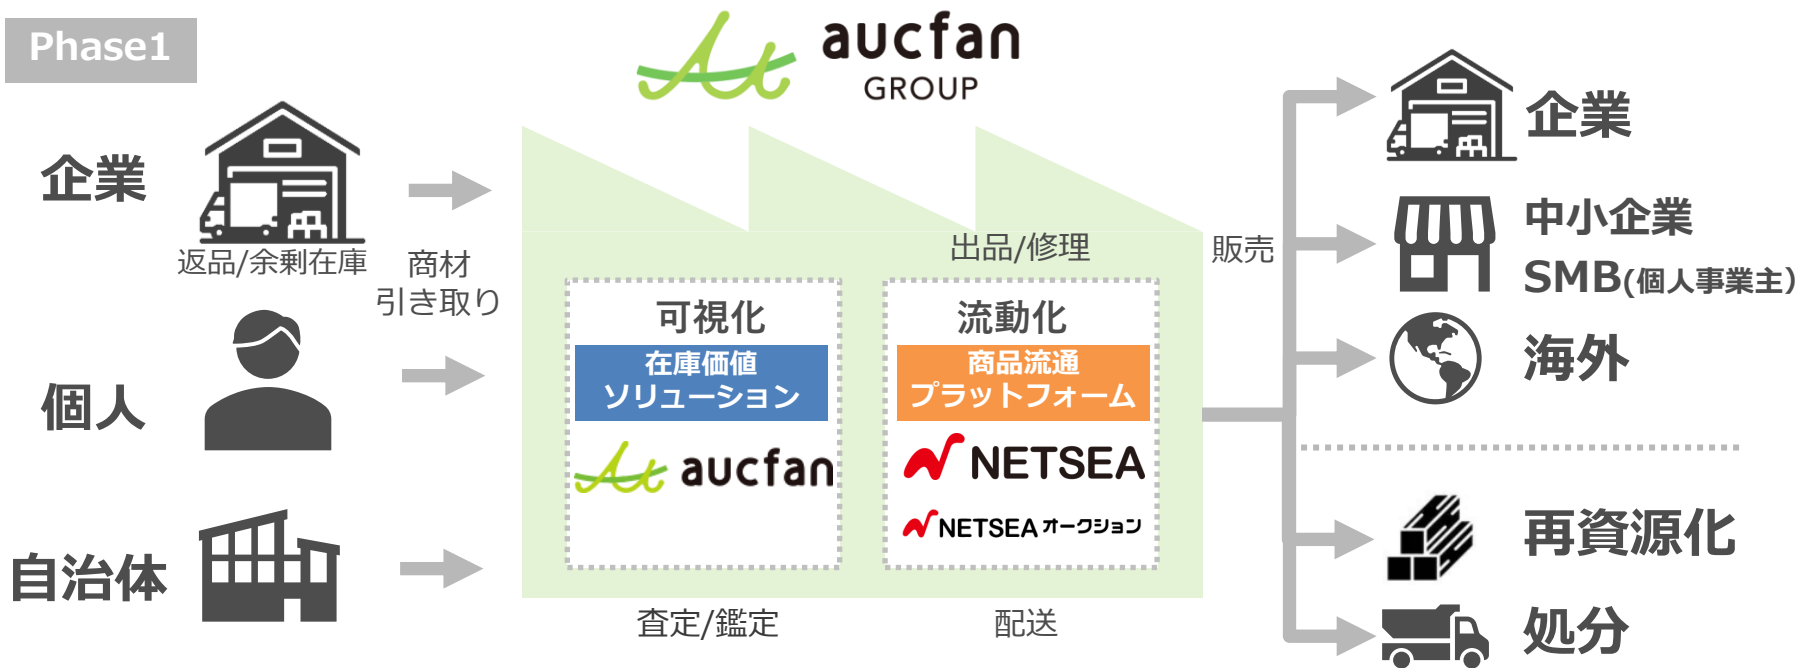 Phase1
aucfan
GROUP
企業
返品/余剰在庫
個人
自治体
商材
引き取り
可視化
在庫価値
ソリューション
aucfan
査定/鑑定
出品/修理
流動化
商品流通
プラットフォーム
NETSEA
NETSEA オークション
配送
販売
企業
中小企業
SMB(個人事業主)
海外
再資源化
処分